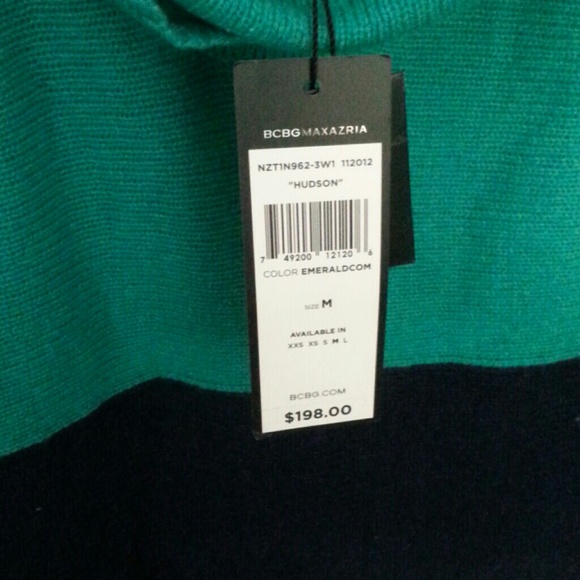 BCBGMAXAZRIA
NZT1N962-3W1 112012
"HUDSON"
7 49200 12120 6
COLOR EMERALDCOM
SIZE M
AVAILABLE IN
XXS XS S M L
BCBG.COM
$198.00